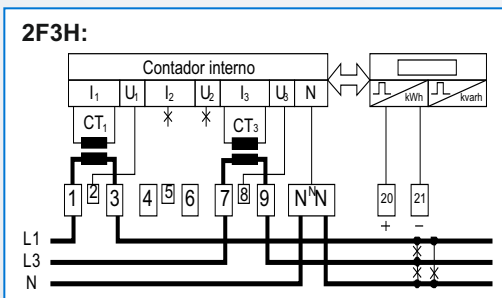 2F3H:
Contador interno
I1 U1 I2 U2 I3 U3 N
kWh kvarh
CT1 CT3
1 2 3 4 5 6 7 8 9 N N N 20 21
+ −
L1
L3
N